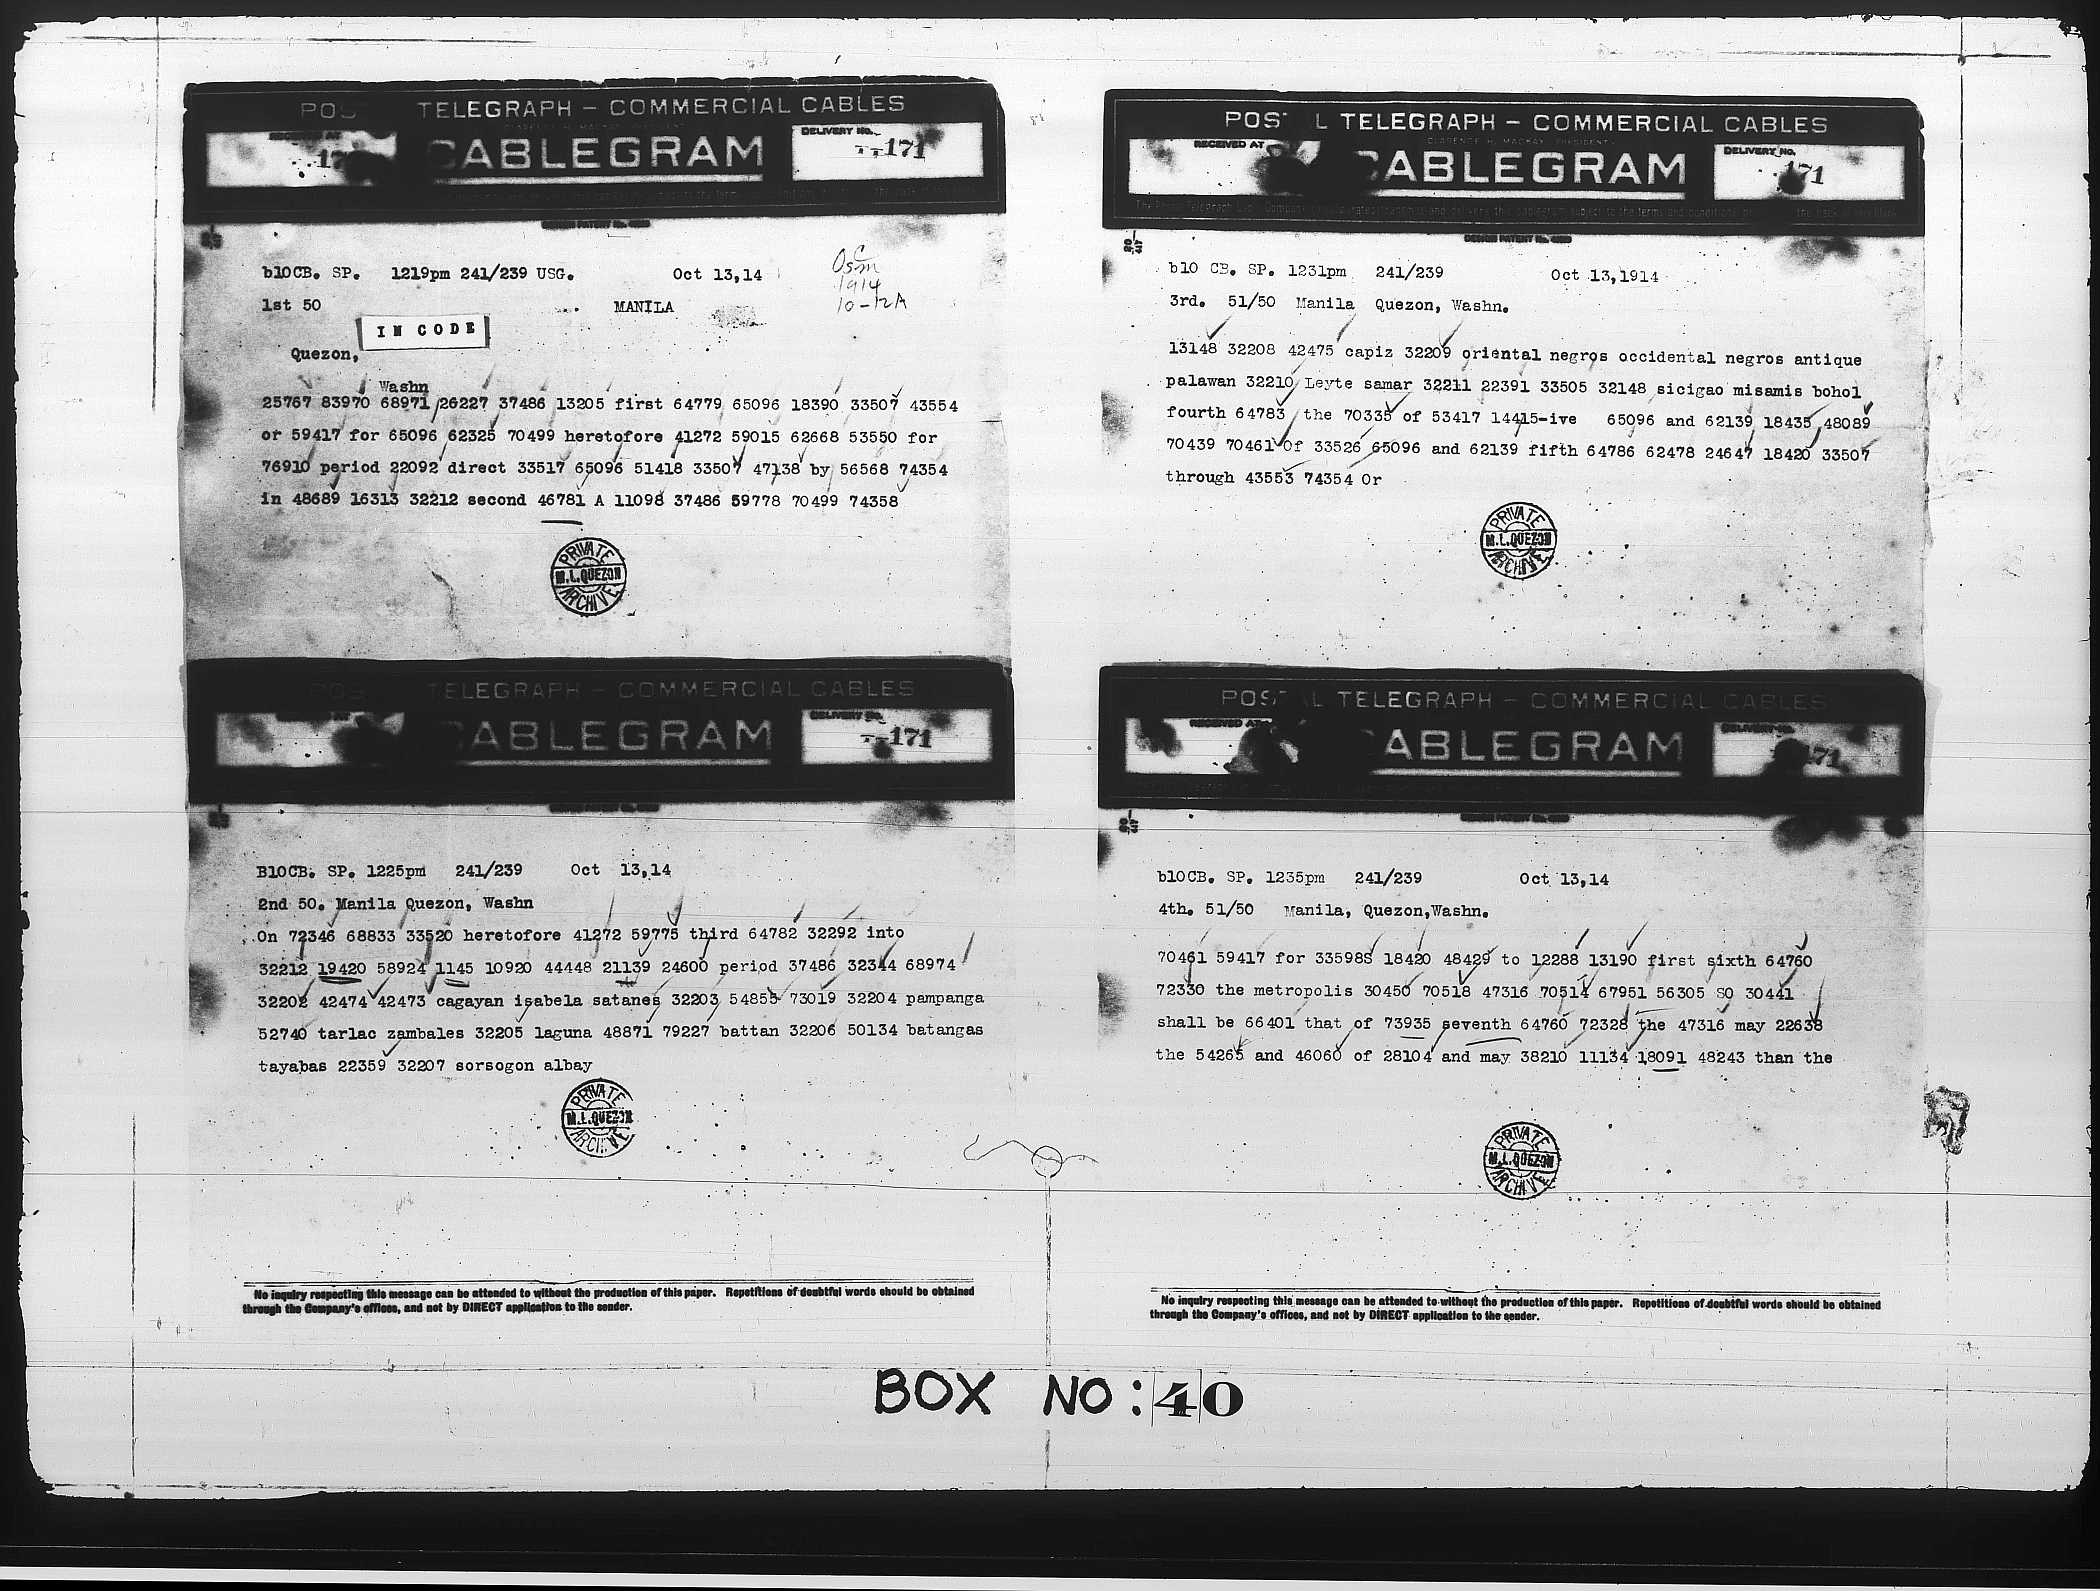 TELEGRAPH - COMMERCIAL CABLES
DELIVERY No.
CABLEGRAM
171
b10CB. SP. 1219pm 241/239 USG. Oct 13,14
Osm
1914
10-12A
1st 50 MANILA
IN CODE
Quezon,
Washn
25767 83970 68971 26227 37486 13205 first 64779 65096 18390 33507 43554
or 59417 for 65096 62325 70499 heretofore 41272 59015 62668 53550 for
76910 period 22092 direct 33517 65096 51418 33507 47138 by 56568 74354
in 48689 16313 32212 second 46781 A 11098 37486 59778 70499 74358
PRIVATE
M.L.QUEZON
ARCHIVE
TELEGRAPH - COMMERCIAL CABLES
DELIVERY No.
CABLEGRAM
171
B10CB. SP. 1225pm 241/239 Oct 13,14
2nd 50. Manila Quezon, Washn
On 72346 68833 33520 heretofore 41272 59775 third 64782 32292 into
32212 19420 58924 1145 10920 44448 21139 24600 period 37486 32344 68974
32202 42474 42473 cagayan isabela satanes 32203 54855 73019 32204 pampanga
52740 tarlac zambales 32205 laguna 48871 79227 battan 32206 50134 batangas
tayabas 22359 32207 sorsogon albay
PRIVATE
M.L.QUEZON
ARCHIVE
No inquiry respecting this message can be attended to without the production of this paper. Repetitions of doubtful words should be obtained
through the Company's offices, and not by DIRECT application to the sender.
TELEGRAPH - COMMERCIAL CABLES
RECEIVED AT
DELIVERY No.
CABLEGRAM
171
b10 CB. SP. 1231pm 241/239 Oct 13,1914
3rd. 51/50 Manila Quezon, Washn.
13148 32208 42475 capiz 32209 oriental negros occidental negros antique
palawan 32210 Leyte samar 32211 22391 33505 32148 sicigao misamis bohol
fourth 64783 the 70335 of 53417 14415-ive 65096 and 62139 18435 48089
70439 70461 Of 33526 65096 and 62139 fifth 64786 62478 24647 18420 33507
through 43553 74354 Or
PRIVATE
M.L.QUEZON
ARCHIVE
TELEGRAPH - COMMERCIAL CABLES
RECEIVED AT
CABLEGRAM
171
b10CB. SP. 1235pm 241/239 Oct 13,14
4th. 51/50 Manila, Quezon,Washn.
70461 59417 for 33598S 18420 48429 to 12288 13190 first sixth 64760
72330 the metropolis 30450 70518 47316 70514 67951 56305 SO 30441
shall be 66401 that of 73935 seventh 64760 72328 the 47316 may 22638
the 54265 and 46060 of 28104 and may 38210 11134 18091 48243 than the
PRIVATE
M.L.QUEZON
ARCHIVE
No inquiry respecting this message can be attended to without the production of this paper. Repetitions of doubtful words should be obtained
through the Company's offices, and not by DIRECT application to the sender.
BOX NO: 40